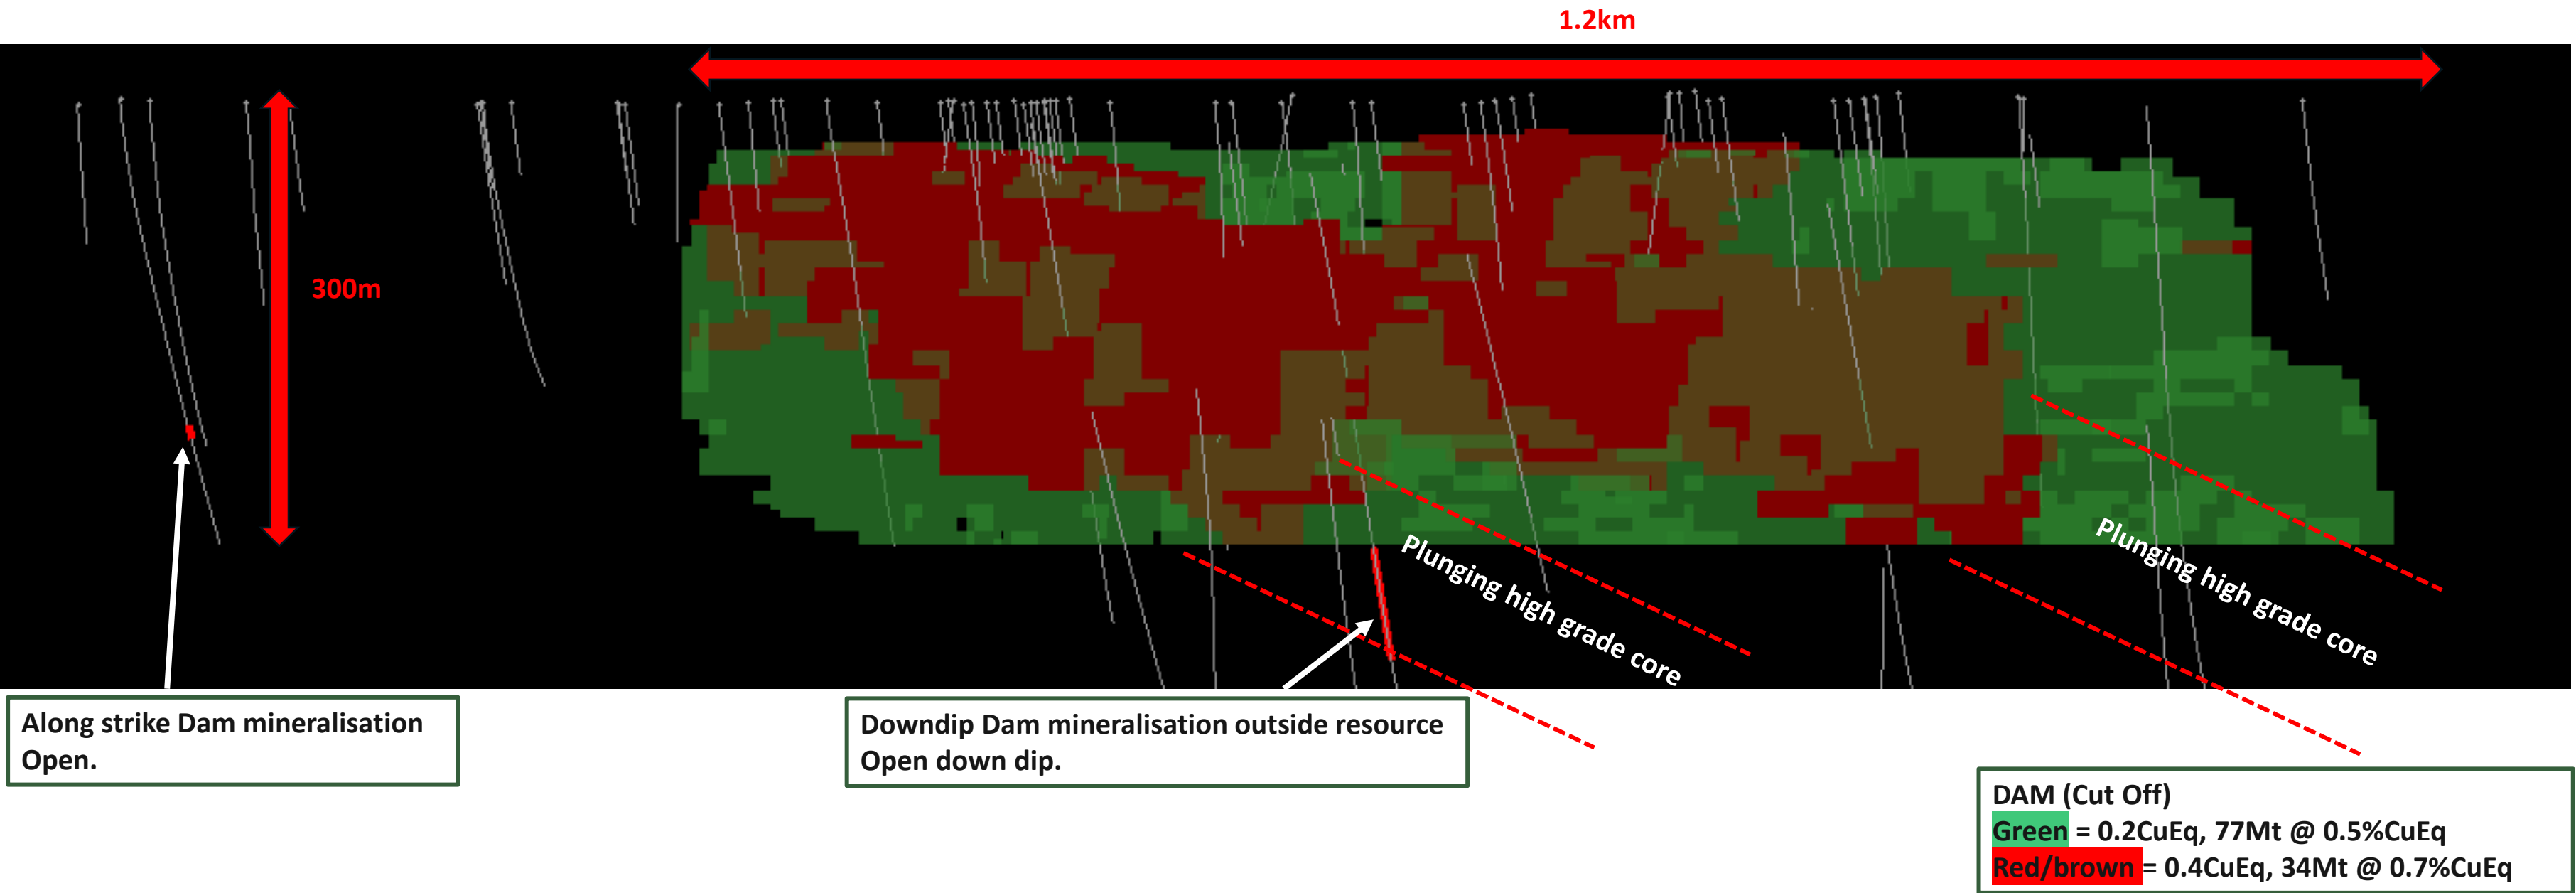 1.2km
300m
Plunging high grade core
Plunging high grade core
Along strike Dam mineralisation
Open.
Downdip Dam mineralisation outside resource
Open down dip.
DAM (Cut Off)
Green = 0.2CuEq, 77Mt @ 0.5%CuEq
Red/brown = 0.4CuEq, 34Mt @ 0.7%CuEq